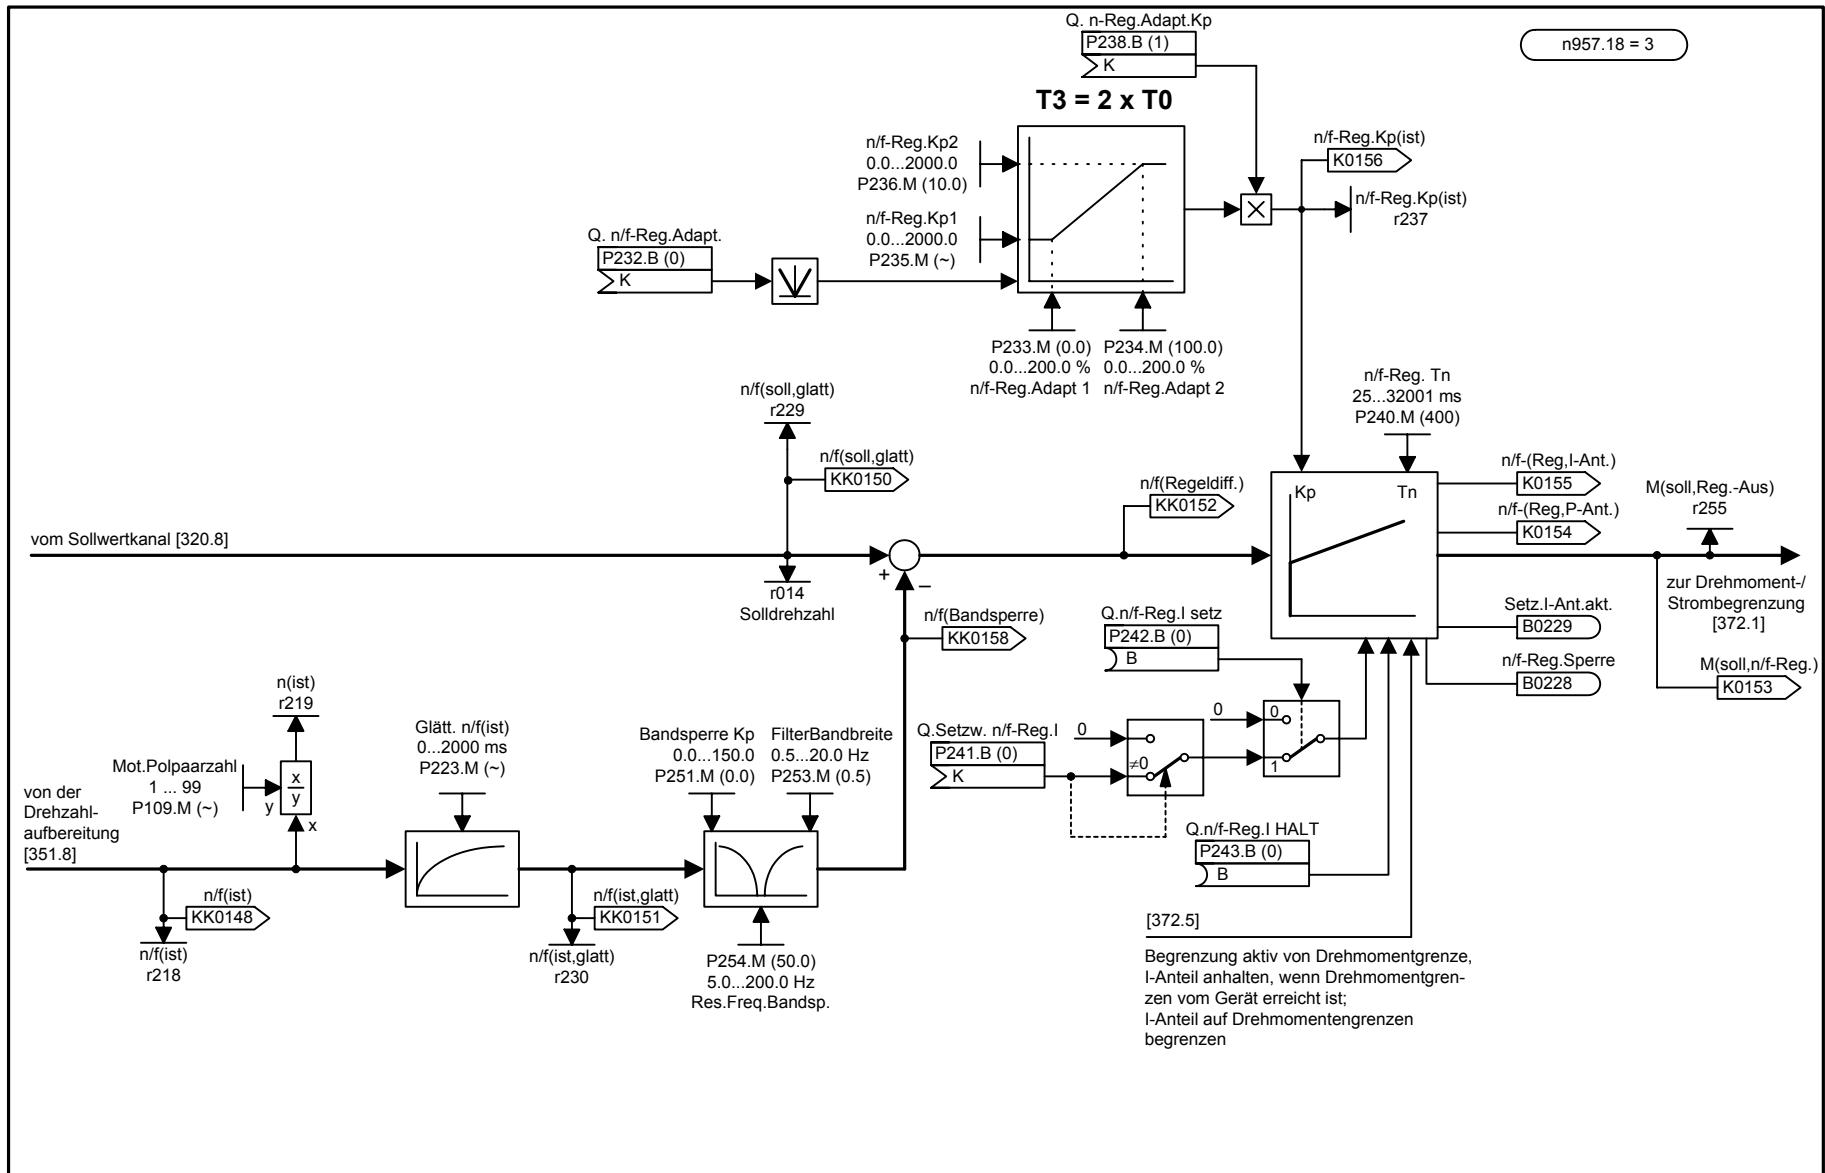 Q. n-Reg.Adapt.Kp
P238.B (1)
K
n957.18 = 3
T3 = 2 x T0
n/f-Reg.Kp2
0.0...2000.0
P236.M (10.0)
n/f-Reg.Kp1
0.0...2000.0
P235.M (~)
n/f-Reg.Kp(ist)
K0156
n/f-Reg.Kp(ist)
r237
Q. n/f-Reg.Adapt.
P232.B (0)
K
P233.M (0.0)
0.0...200.0 %
n/f-Reg.Adapt 1
P234.M (100.0)
0.0...200.0 %
n/f-Reg.Adapt 2
n/f-Reg. Tn
25...32001 ms
P240.M (400)
n/f(soll,glatt)
r229
n/f(soll,glatt)
KK0150
n/f(Regeldiff.)
KK0152
Kp
Tn
n/f-(Reg,I-Ant.)
K0155
n/f-(Reg,P-Ant.)
K0154
M(soll,Reg.-Aus)
r255
vom Sollwertkanal [320.8]
+
–
r014
Solldrehzahl
zur Drehmoment-/
Strombegrenzung
[372.1]
Setz.I-Ant.akt.
B0229
n/f-Reg.Sperre
B0228
M(soll,n/f-Reg.)
K0153
n/f(Bandsperre)
KK0158
Q.n/f-Reg.I setz
P242.B (0)
B
n(ist)
r219
Mot.Polpaarzahl
1 ... 99
P109.M (~)
y
x
y
x
Glätt. n/f(ist)
0...2000 ms
P223.M (~)
Bandsperre Kp
0.0...150.0
P251.M (0.0)
FilterBandbreite
0.5...20.0 Hz
P253.M (0.5)
Q.Setzw. n/f-Reg.I
P241.B (0)
K
0
≠0
0
0
1
von der
Drehzahl-
aufbereitung
[351.8]
Q.n/f-Reg.I HALT
P243.B (0)
B
n/f(ist)
KK0148
n/f(ist)
r218
n/f(ist,glatt)
KK0151
n/f(ist,glatt)
r230
P254.M (50.0)
5.0...200.0 Hz
Res.Freq.Bandsp.
[372.5]
Begrenzung aktiv von Drehmomentgrenze,
I-Anteil anhalten, wenn Drehmomentgren-
zen vom Gerät erreicht ist;
I-Anteil auf Drehmomentengrenzen
begrenzen